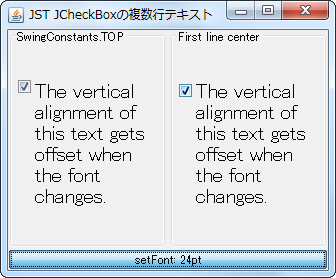 JST JCheckBoxの複数行テキスト
SwingConstants.TOP
First line center
The vertical
alignment of
this text gets
offset when
the font
changes.
The vertical
alignment of
this text gets
offset when
the font
changes.
setFont: 24pt